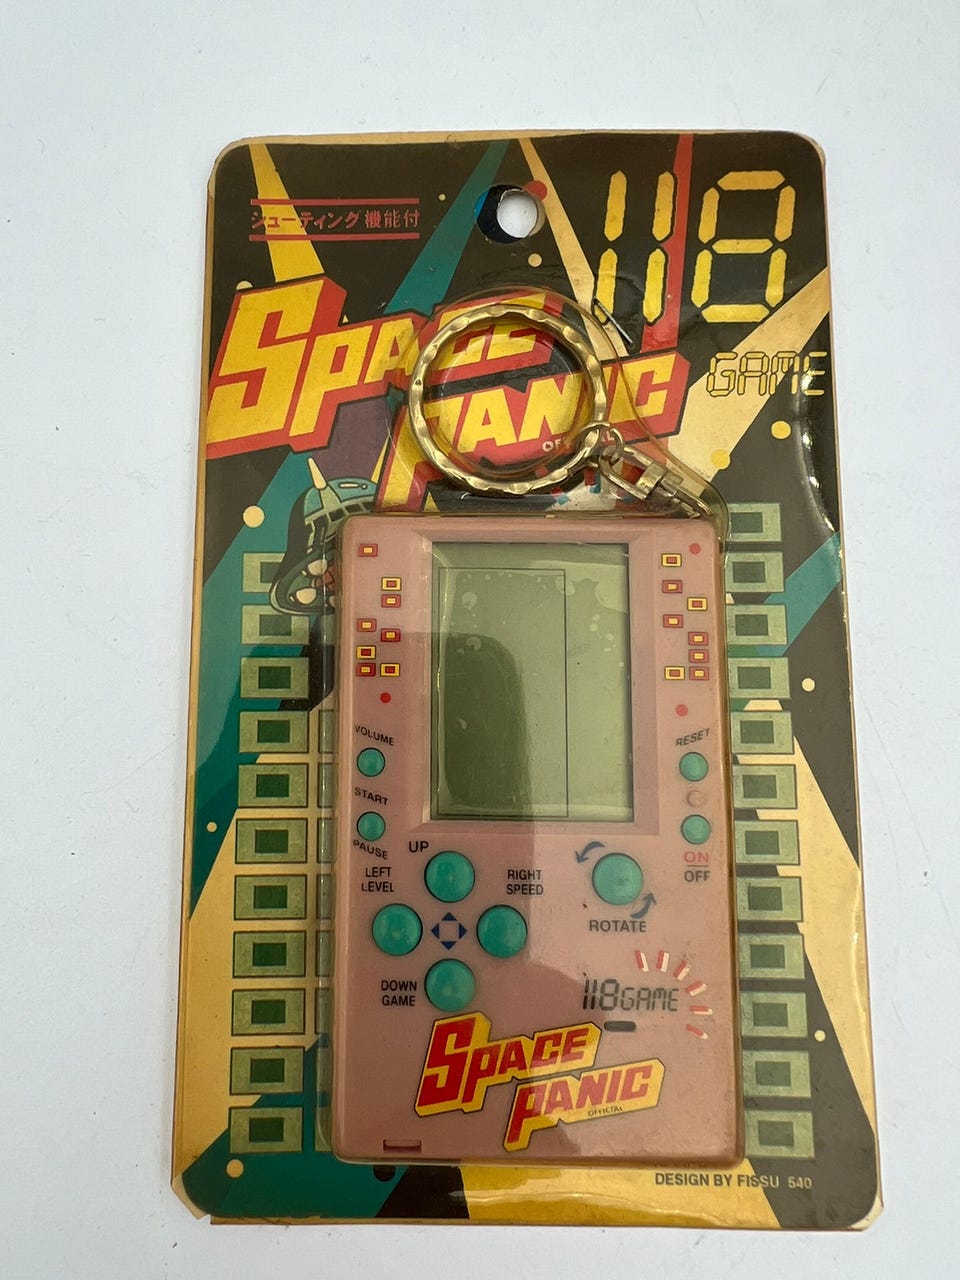 シューティング機能付
118
GAME
SPACE
PANIC
OFFICIAL
VOLUME
START
PAUSE
RESET
ON
OFF
UP
LEFT
LEVEL
RIGHT
SPEED
DOWN
GAME
ROTATE
118GAME
SPACE
PANIC
OFFICIAL
DESIGN BY FISSU 540